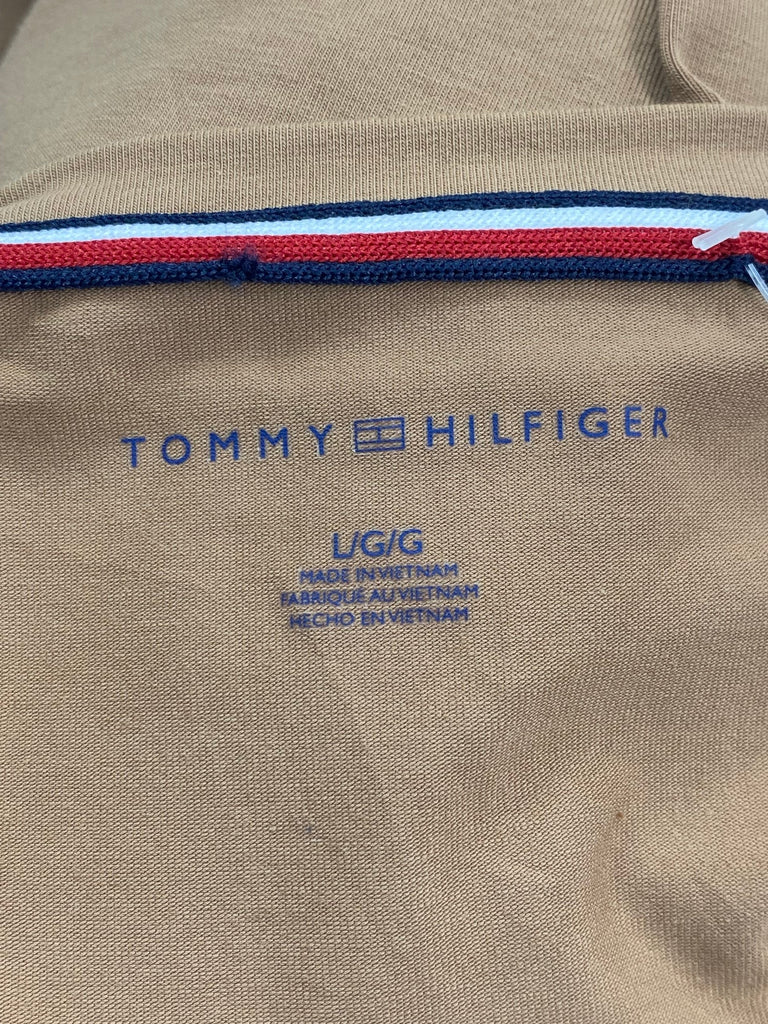 TOMMY HILFIGER
L/G/G
MADE IN VIETNAM
FABRIQUE AU VIETNAM
HECHO EN VIETNAM